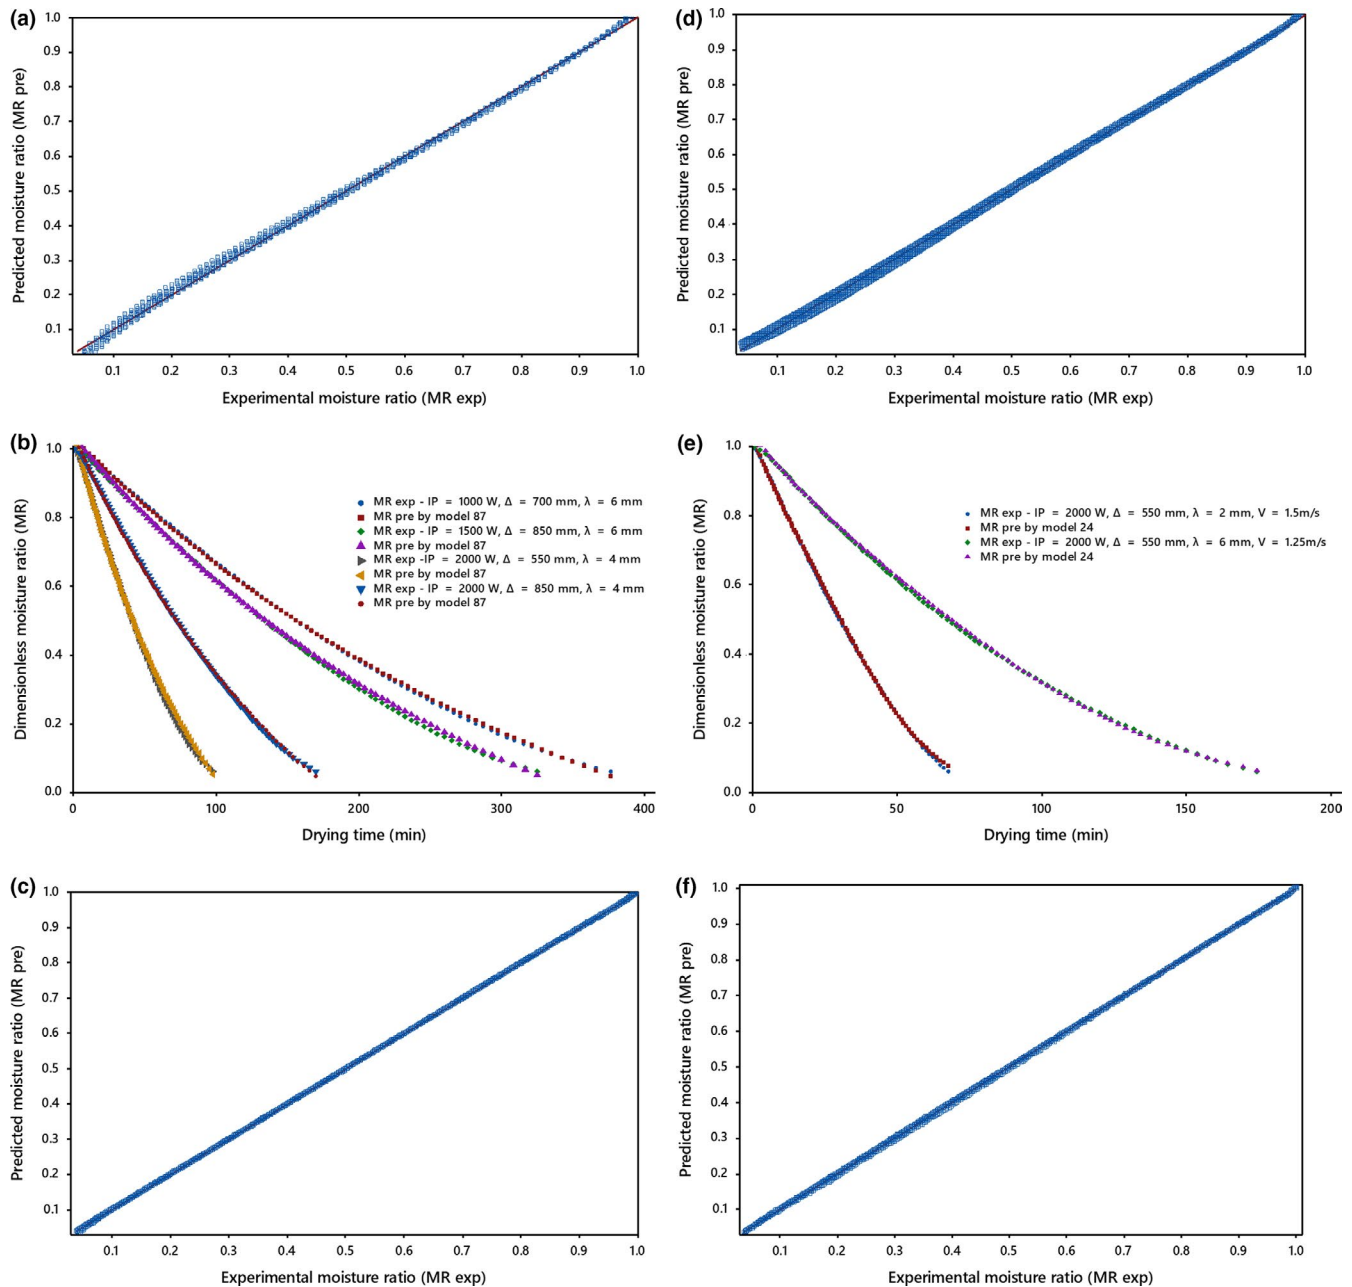 (a)
1.0
0.9
0.8
0.7
0.6
0.5
0.4
0.3
0.2
0.1
Predicted moisture ratio (MR pre)
0.1 0.2 0.3 0.4 0.5 0.6 0.7 0.8 0.9 1.0
Experimental moisture ratio (MR exp)
(d)
1.0
0.9
0.8
0.7
0.6
0.5
0.4
0.3
0.2
0.1
Predicted moisture ratio (MR pre)
0.1 0.2 0.3 0.4 0.5 0.6 0.7 0.8 0.9 1.0
Experimental moisture ratio (MR exp)
(b)
1.0
0.8
0.6
0.4
0.2
0.0
Dimensionless moisture ratio (MR)
MR exp - IP = 1000 W, Δ = 700 mm, λ = 6 mm
MR pre by model 87
MR exp - IP = 1500 W, Δ = 850 mm, λ = 6 mm
MR pre by model 87
MR exp -IP = 2000 W, Δ = 550 mm, λ = 4 mm
MR pre by model 87
MR exp - IP = 2000 W, Δ = 850 mm, λ = 4 mm
MR pre by model 87
0 100 200 300 400
Drying time (min)
(e)
1.0
0.8
0.6
0.4
0.2
0.0
Dimensionless moisture ratio (MR)
MR exp - IP = 2000 W, Δ = 550 mm, λ = 2 mm, V = 1.5m/s
MR pre by model 24
MR exp - IP = 2000 W, Δ = 550 mm, λ = 6 mm, V = 1.25m/s
MR pre by model 24
0 50 100 150 200
Drying time (min)
(c)
1.0
0.9
0.8
0.7
0.6
0.5
0.4
0.3
0.2
0.1
Predicted moisture ratio (MR pre)
0.1 0.2 0.3 0.4 0.5 0.6 0.7 0.8 0.9 1.0
Experimental moisture ratio (MR exp)
(f)
1.0
0.9
0.8
0.7
0.6
0.5
0.4
0.3
0.2
0.1
Predicted moisture ratio (MR pre)
0.1 0.2 0.3 0.4 0.5 0.6 0.7 0.8 0.9 1.0
Experimental moisture ratio (MR exp)